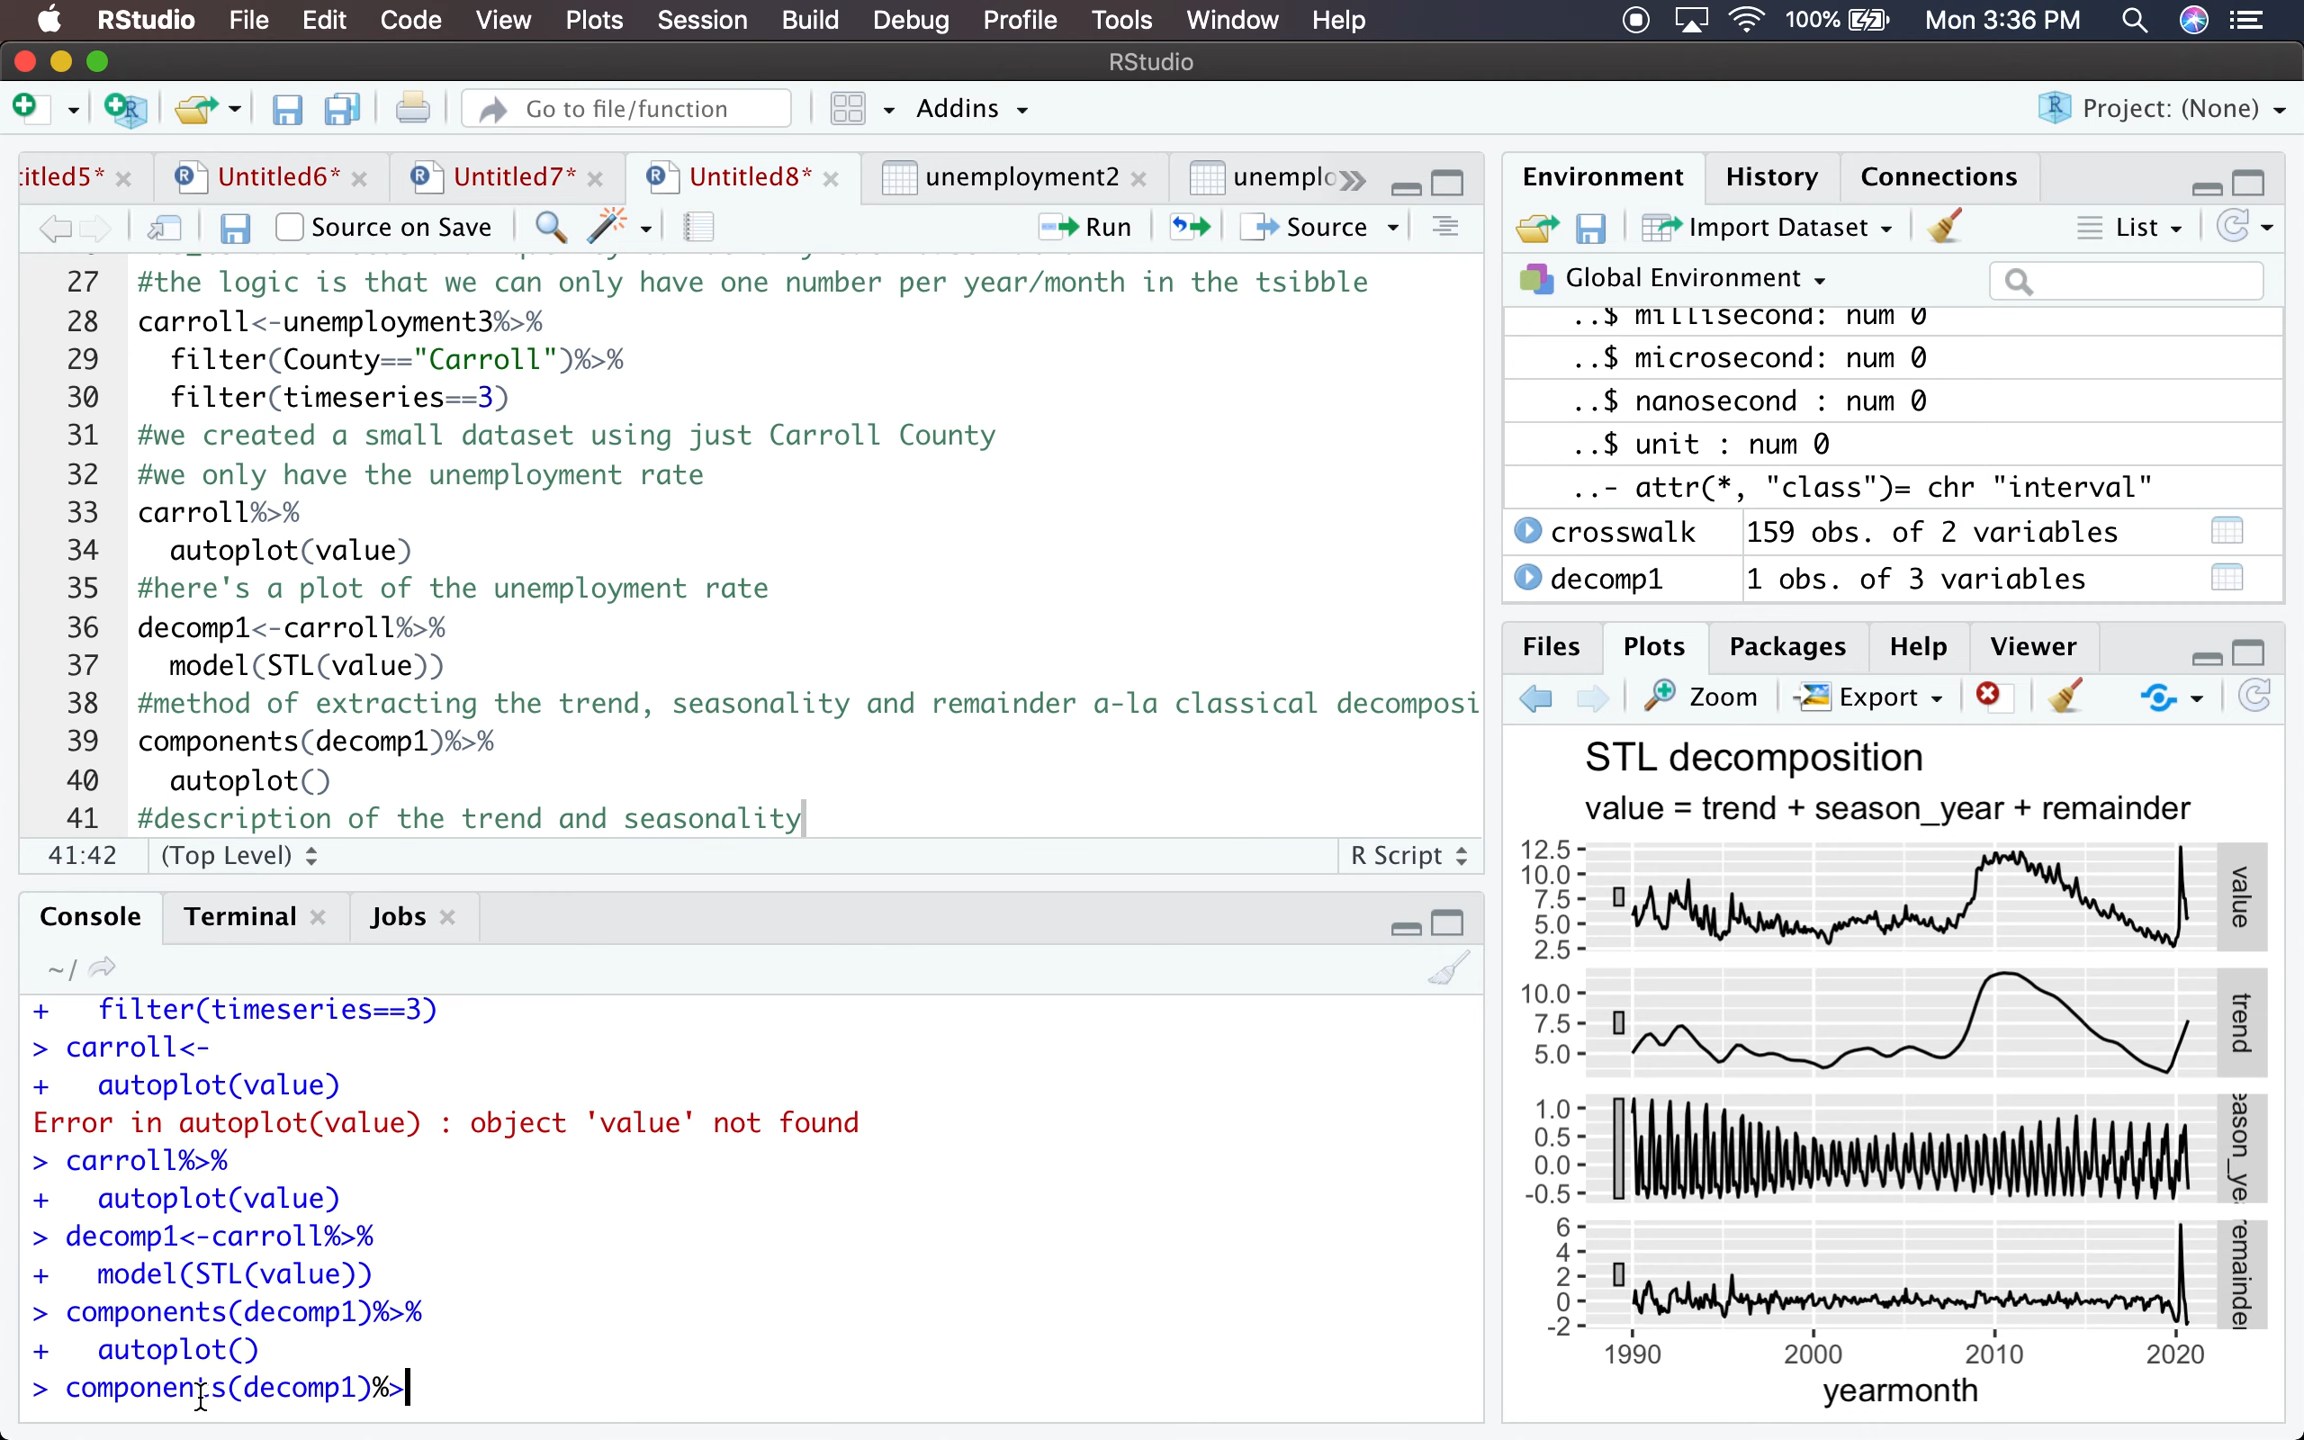 RStudio File Edit Code View Plots Session Build Debug Profile Tools Window Help 100% Mon 3:36 PM
RStudio
Go to file/function Addins Project: (None)
titled5* Untitled6* Untitled7* Untitled8* unemployment2 unemplo
Source on Save Run Source
27 #the logic is that we can only have one number per year/month in the tsibble
28 carroll<-unemployment3%>%
29 filter(County=="Carroll")%>%
30 filter(timeseries==3)
31 #we created a small dataset using just Carroll County
32 #we only have the unemployment rate
33 carroll%>%
34 autoplot(value)
35 #here's a plot of the unemployment rate
36 decomp1<-carroll%>%
37 model(STL(value))
38 #method of extracting the trend, seasonality and remainder a-la classical decomposi
39 components(decomp1)%>%
40 autoplot()
41 #description of the trend and seasonality
41:42 (Top Level) R Script
Console Terminal Jobs
~/
+ filter(timeseries==3)
> carroll<-
+ autoplot(value)
Error in autoplot(value) : object 'value' not found
> carroll%>%
+ autoplot(value)
> decomp1<-carroll%>%
+ model(STL(value))
> components(decomp1)%>%
+ autoplot()
> components(decomp1)%>
Environment History Connections
Import Dataset List
Global Environment
..$ millisecond: num 0
..$ microsecond: num 0
..$ nanosecond : num 0
..$ unit : num 0
..- attr(*, "class")= chr "interval"
crosswalk 159 obs. of 2 variables
decomp1 1 obs. of 3 variables
Files Plots Packages Help Viewer
Zoom Export
STL decomposition
value = trend + season_year + remainder
12.5
10.0
7.5
5.0
2.5
value
10.0
7.5
5.0
trend
1.0
0.5
0.0
-0.5
eason_ye
6
4
2
0
-2
emainde
1990 2000 2010 2020
yearmonth